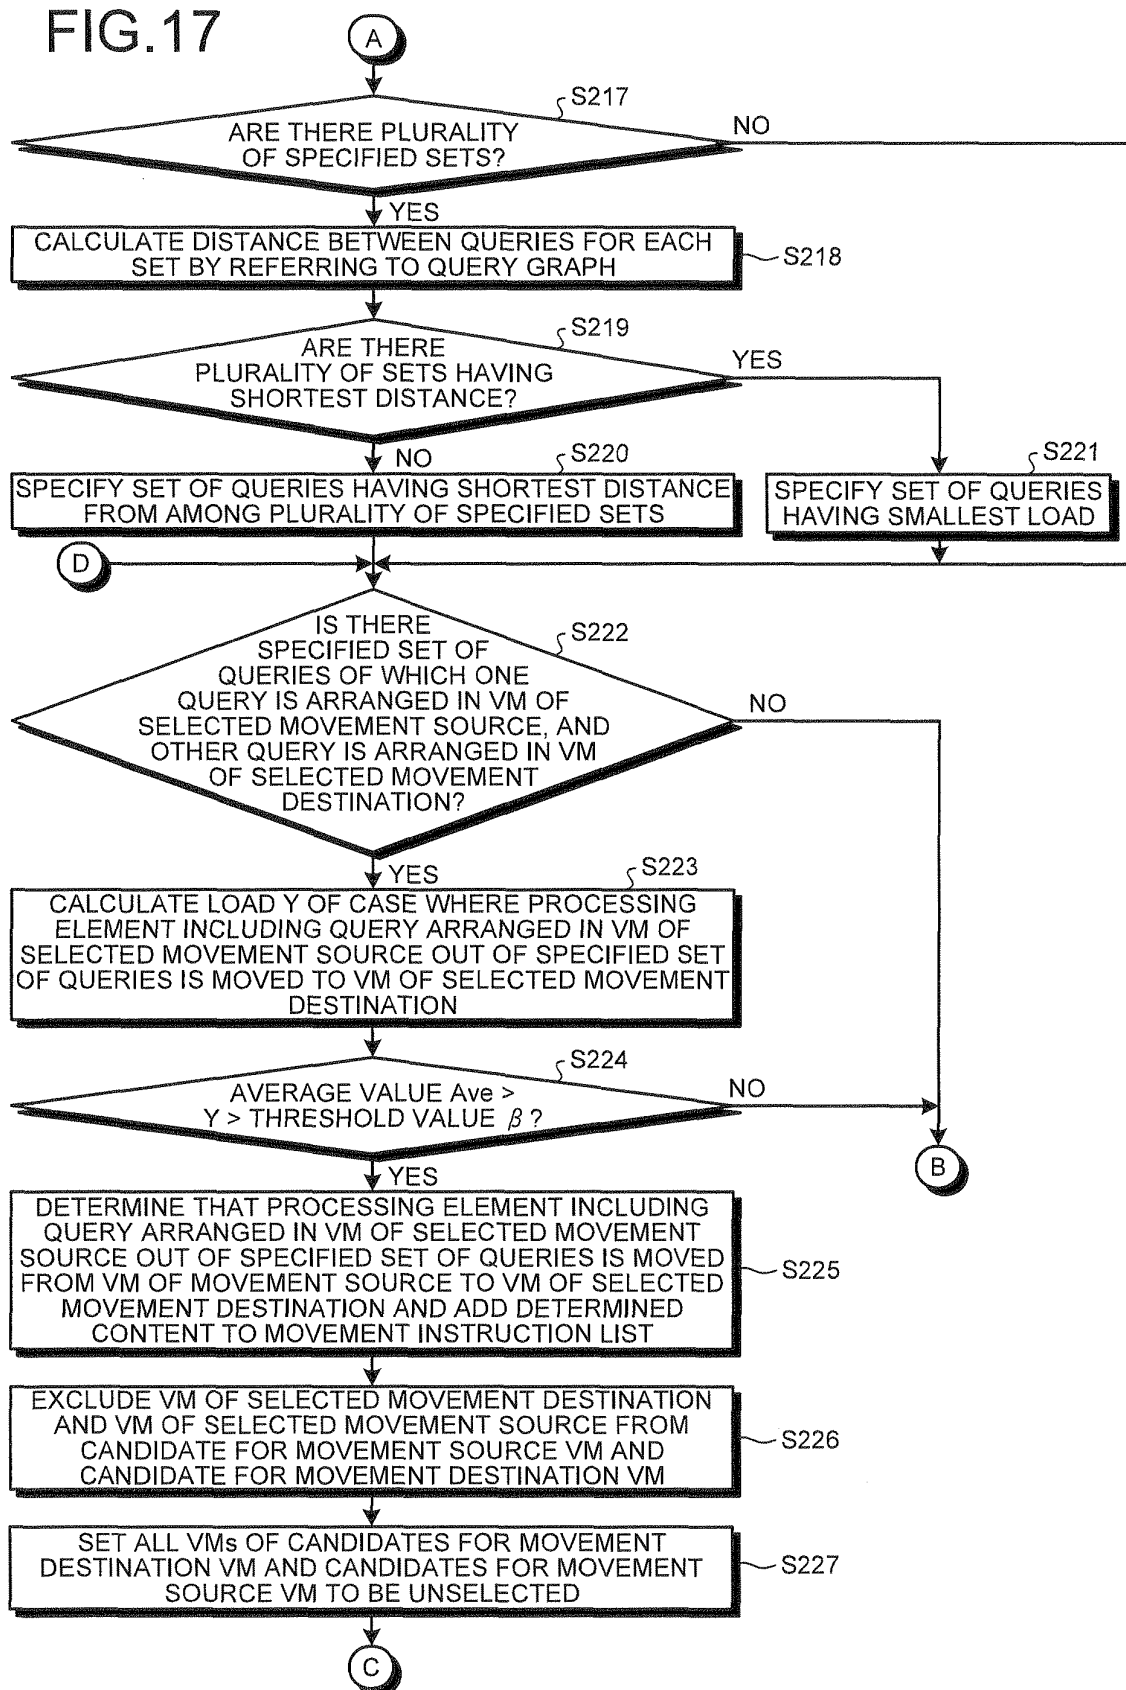 FIG.17
A
S217
ARE THERE PLURALITY
OF SPECIFIED SETS?
NO
YES
CALCULATE DISTANCE BETWEEN QUERIES FOR EACH
SET BY REFERRING TO QUERY GRAPH
S218
S219
ARE THERE
PLURALITY OF SETS HAVING
SHORTEST DISTANCE?
YES
NO
S220
SPECIFY SET OF QUERIES HAVING SHORTEST DISTANCE
FROM AMONG PLURALITY OF SPECIFIED SETS
S221
SPECIFY SET OF QUERIES
HAVING SMALLEST LOAD
D
S222
IS THERE
SPECIFIED SET OF
QUERIES OF WHICH ONE
QUERY IS ARRANGED IN VM OF
SELECTED MOVEMENT SOURCE, AND
OTHER QUERY IS ARRANGED IN VM
OF SELECTED MOVEMENT
DESTINATION?
NO
YES
S223
CALCULATE LOAD Y OF CASE WHERE PROCESSING
ELEMENT INCLUDING QUERY ARRANGED IN VM OF
SELECTED MOVEMENT SOURCE OUT OF SPECIFIED SET
OF QUERIES IS MOVED TO VM OF SELECTED MOVEMENT
DESTINATION
S224
AVERAGE VALUE Ave >
Y > THRESHOLD VALUE β?
NO
B
YES
DETERMINE THAT PROCESSING ELEMENT INCLUDING
QUERY ARRANGED IN VM OF SELECTED MOVEMENT
SOURCE OUT OF SPECIFIED SET OF QUERIES IS MOVED
FROM VM OF MOVEMENT SOURCE TO VM OF SELECTED
MOVEMENT DESTINATION AND ADD DETERMINED
CONTENT TO MOVEMENT INSTRUCTION LIST
S225
EXCLUDE VM OF SELECTED MOVEMENT DESTINATION
AND VM OF SELECTED MOVEMENT SOURCE FROM
CANDIDATE FOR MOVEMENT SOURCE VM AND
CANDIDATE FOR MOVEMENT DESTINATION VM
S226
SET ALL VMs OF CANDIDATES FOR MOVEMENT
DESTINATION VM AND CANDIDATES FOR MOVEMENT
SOURCE VM TO BE UNSELECTED
S227
C